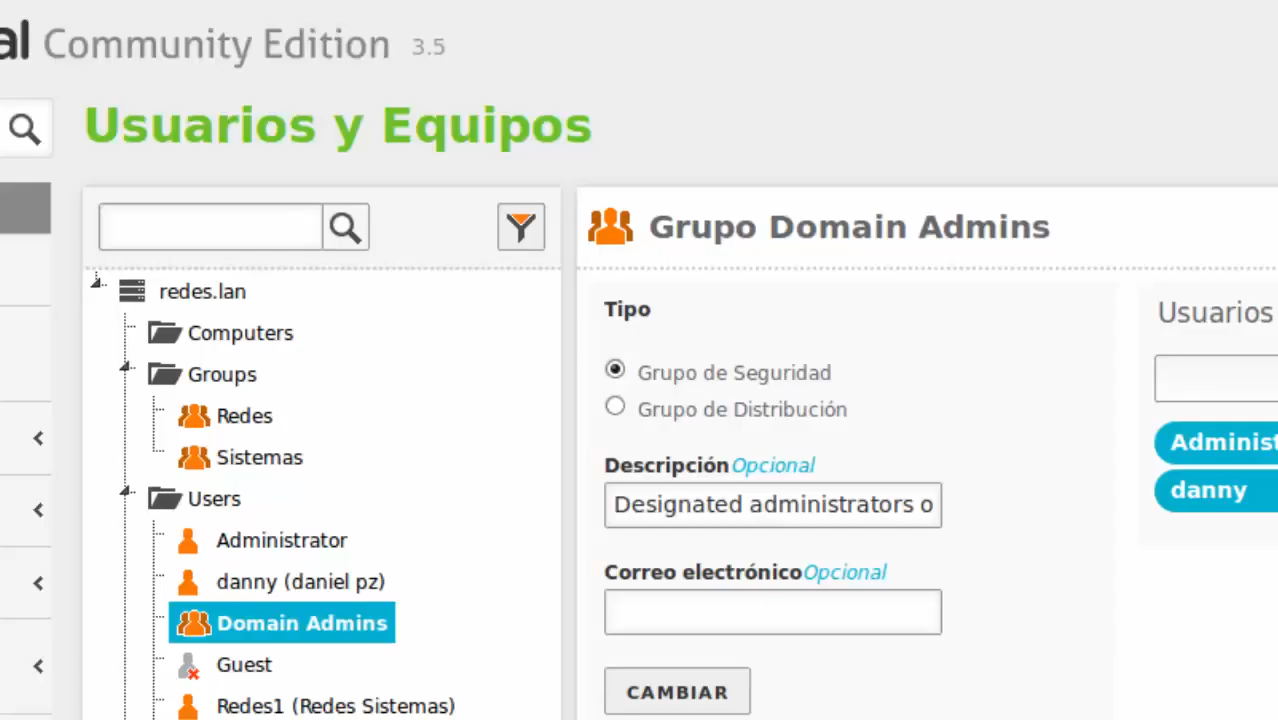 al Community Edition 3.5
Usuarios y Equipos
Grupo Domain Admins
redes.lan
Computers
Groups
Redes
Sistemas
Users
Administrator
danny (daniel pz)
Domain Admins
Guest
Redes1 (Redes Sistemas)
Tipo
Grupo de Seguridad
Grupo de Distribución
Descripción Opcional
Designated administrators o
Correo electrónico Opcional
CAMBIAR
Usuarios
Administ
danny